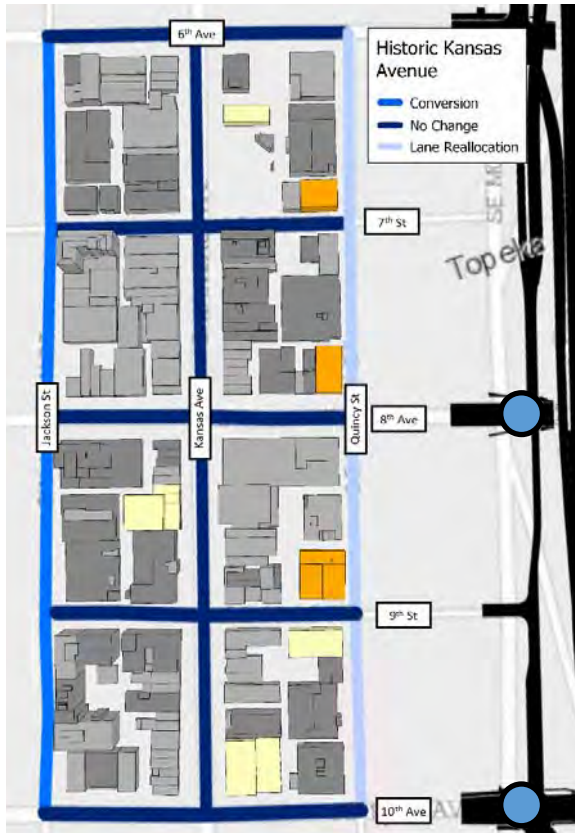 6th Ave
Historic Kansas
Avenue
Conversion
No Change
Lane Reallocation
7th St
Topeka
Jackson St
Kansas Ave
Quincy St
8th Ave
9th St
10th Ave